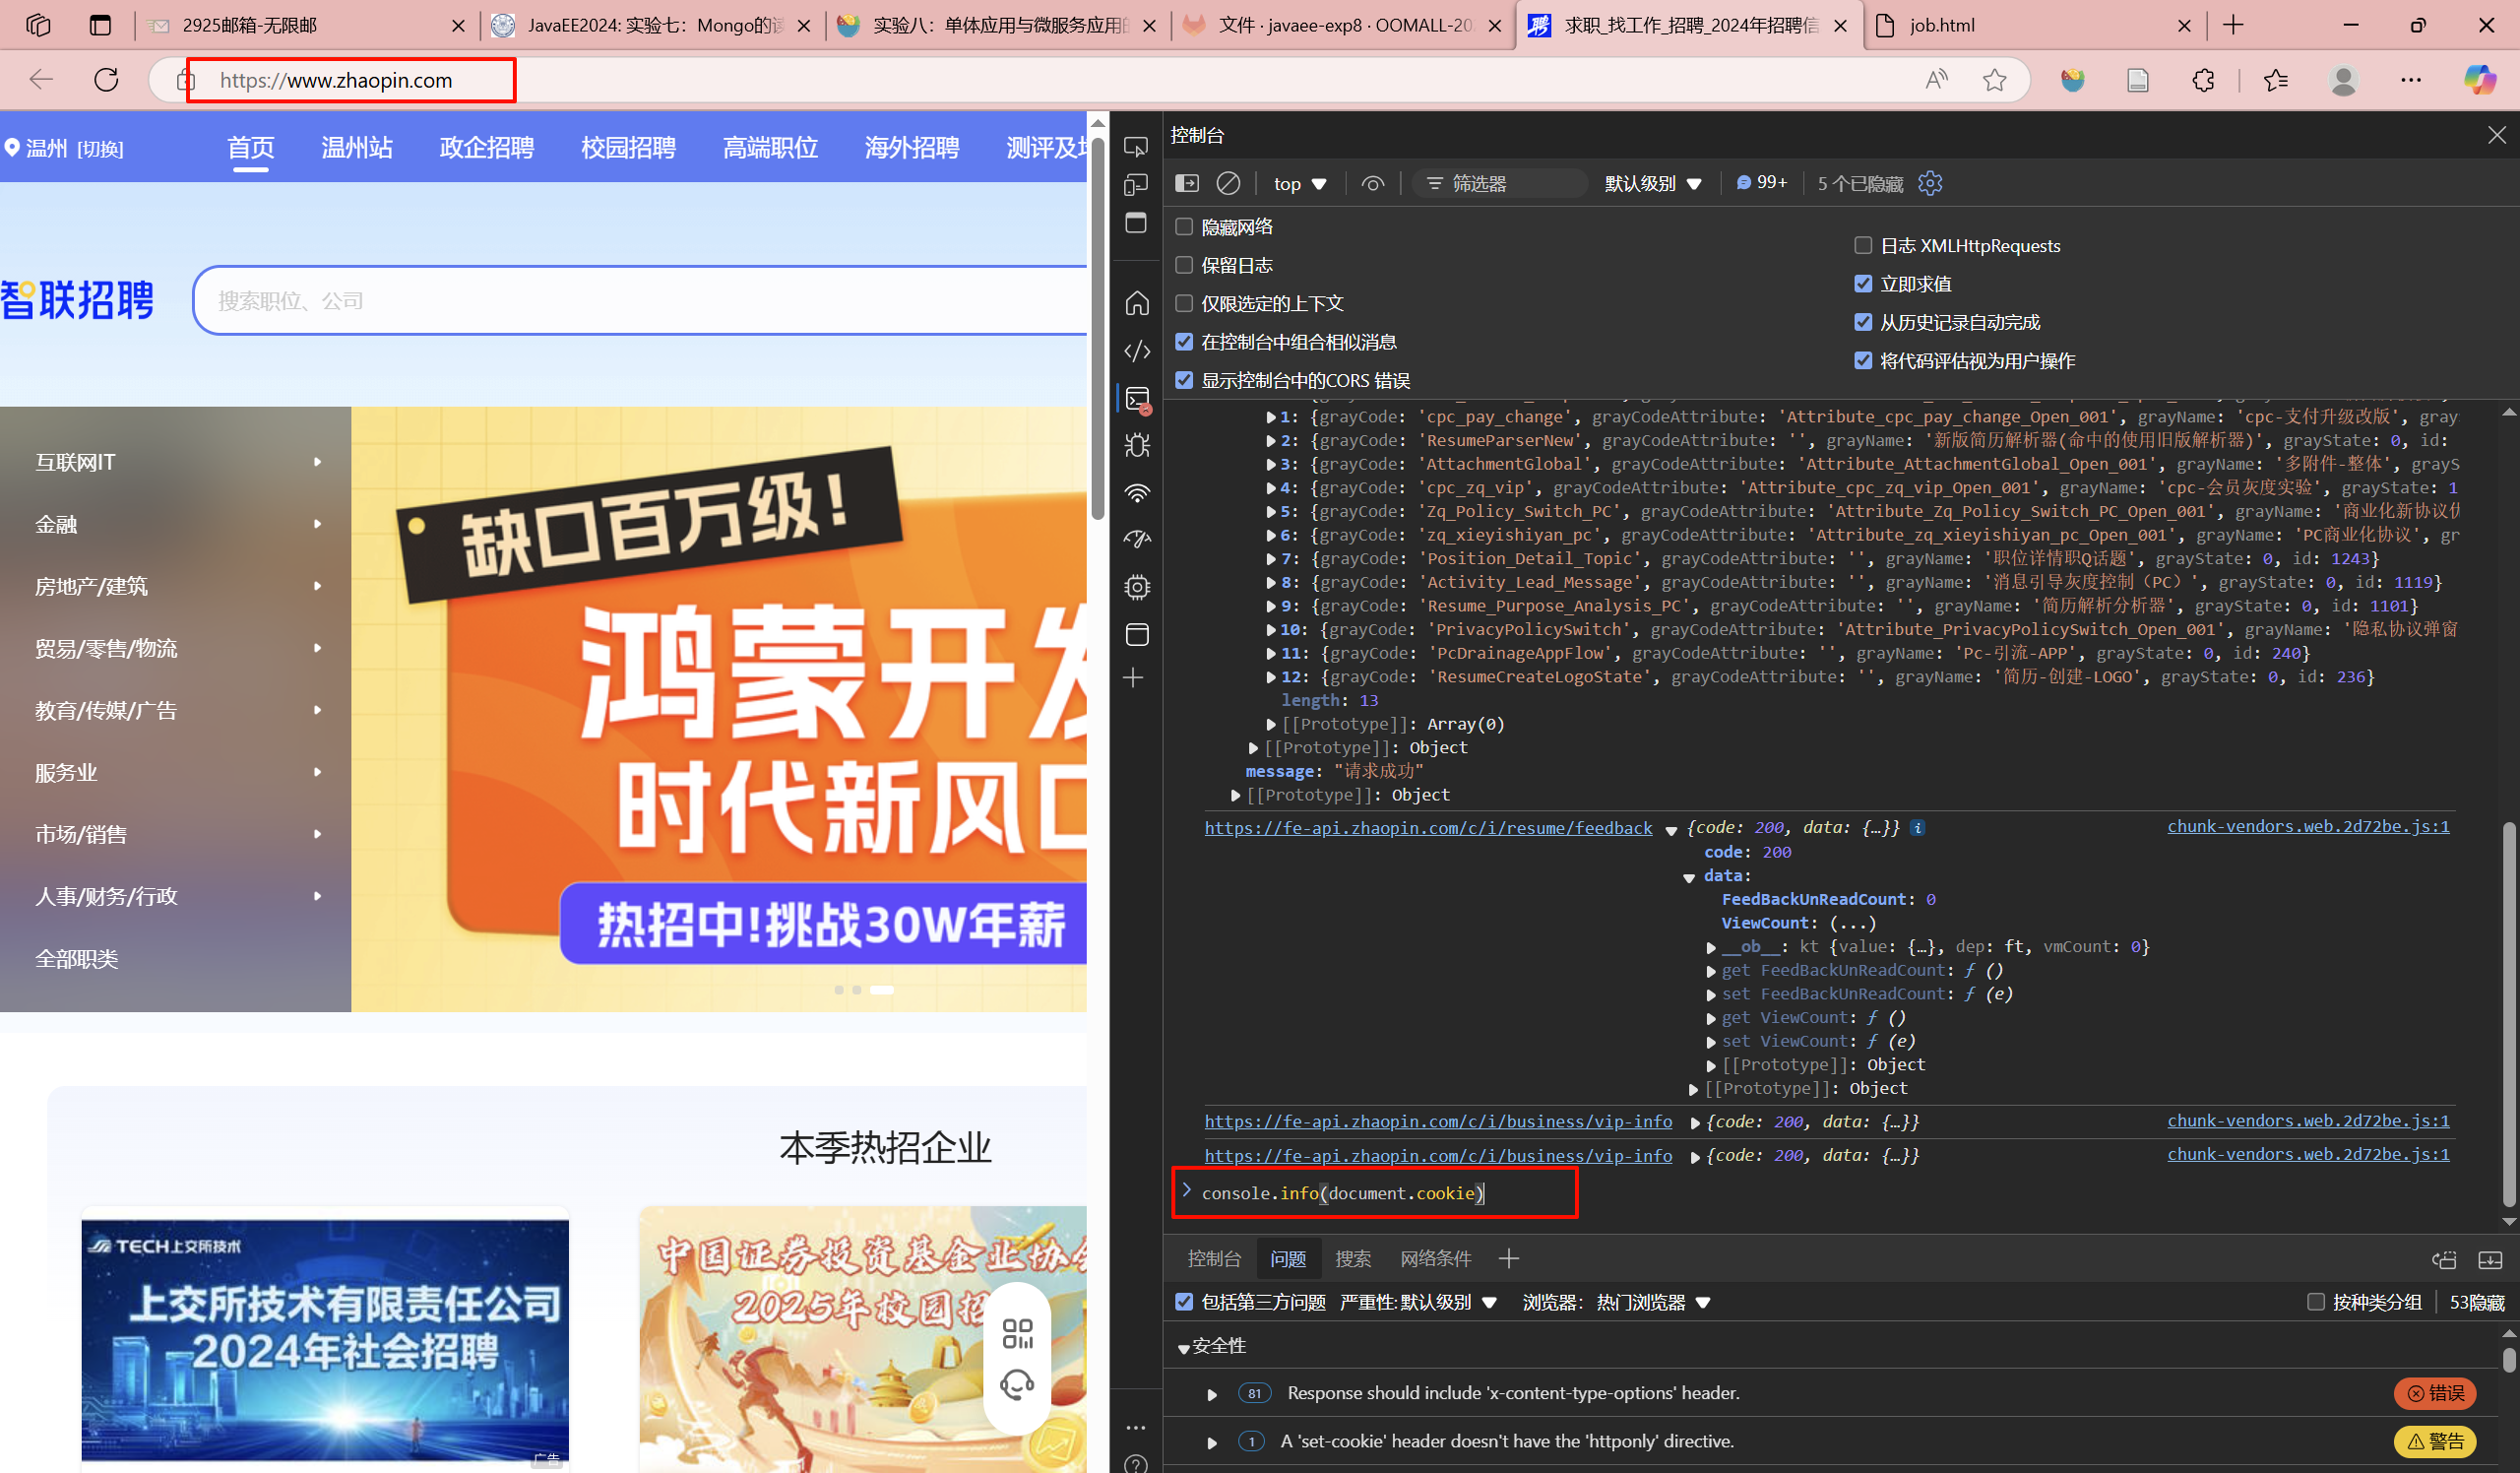 2925邮箱-无限邮
JavaEE2024: 实验七：Mongo的读
实验八：单体应用与微服务应用的
文件 · javaee-exp8 · OOMALL-202
求职_找工作_招聘_2024年招聘信
job.html
https://www.zhaopin.com
温州 [切换]
首页
温州站
政企招聘
校园招聘
高端职位
海外招聘
测评及
智联招聘
搜索职位、公司
互联网IT
金融
房地产/建筑
贸易/零售/物流
教育/传媒/广告
服务业
市场/销售
人事/财务/行政
全部职类
缺口百万级!
鸿蒙开发
时代新风口
热招中!挑战30W年薪
本季热招企业
TECH上交所技术
上交所技术有限责任公司
2024年社会招聘
广告
中国证券投资基金业协会
2025年校园招
控制台
top
筛选器
默认级别
99+
5 个已隐藏
隐藏网络
保留日志
仅限选定的上下文
在控制台中组合相似消息
显示控制台中的CORS 错误
日志 XMLHttpRequests
立即求值
从历史记录自动完成
将代码评估视为用户操作
1: {grayCode: 'cpc_pay_change', grayCodeAttribute: 'Attribute_cpc_pay_change_Open_001', grayName: 'cpc-支付升级改版', gray
2: {grayCode: 'ResumeParserNew', grayCodeAttribute: '', grayName: '新版简历解析器(命中的使用旧版解析器)', grayState: 0, id:
3: {grayCode: 'AttachmentGlobal', grayCodeAttribute: 'Attribute_AttachmentGlobal_Open_001', grayName: '多附件-整体', grayS
4: {grayCode: 'cpc_zq_vip', grayCodeAttribute: 'Attribute_cpc_zq_vip_Open_001', grayName: 'cpc-会员灰度实验', grayState: 1
5: {grayCode: 'Zq_Policy_Switch_PC', grayCodeAttribute: 'Attribute_Zq_Policy_Switch_PC_Open_001', grayName: '商业化新协议
6: {grayCode: 'zq_xieyishiyan_pc', grayCodeAttribute: 'Attribute_zq_xieyishiyan_pc_Open_001', grayName: 'PC商业化协议', gr
7: {grayCode: 'Position_Detail_Topic', grayCodeAttribute: '', grayName: '职位详情职Q话题', grayState: 0, id: 1243}
8: {grayCode: 'Activity_Lead_Message', grayCodeAttribute: '', grayName: '消息引导灰度控制（PC）', grayState: 0, id: 1119}
9: {grayCode: 'Resume_Purpose_Analysis_PC', grayCodeAttribute: '', grayName: '简历解析分析器', grayState: 0, id: 1101}
10: {grayCode: 'PrivacyPolicySwitch', grayCodeAttribute: 'Attribute_PrivacyPolicySwitch_Open_001', grayName: '隐私协议弹窗
11: {grayCode: 'PcDrainageAppFlow', grayCodeAttribute: '', grayName: 'Pc-引流-APP', grayState: 0, id: 240}
12: {grayCode: 'ResumeCreateLogoState', grayCodeAttribute: '', grayName: '简历-创建-LOGO', grayState: 0, id: 236}
length: 13
[[Prototype]]: Array(0)
[[Prototype]]: Object
message: "请求成功"
[[Prototype]]: Object
https://fe-api.zhaopin.com/c/i/resume/feedback {code: 200, data: {…}} i chunk-vendors.web.2d72be.js:1
code: 200
data:
FeedBackUnReadCount: 0
ViewCount: (...)
__ob__: kt {value: {…}, dep: ft, vmCount: 0}
get FeedBackUnReadCount: ƒ ()
set FeedBackUnReadCount: ƒ (e)
get ViewCount: ƒ ()
set ViewCount: ƒ (e)
[[Prototype]]: Object
[[Prototype]]: Object
https://fe-api.zhaopin.com/c/i/business/vip-info {code: 200, data: {…}} chunk-vendors.web.2d72be.js:1
https://fe-api.zhaopin.com/c/i/business/vip-info {code: 200, data: {…}} chunk-vendors.web.2d72be.js:1
console.info(document.cookie)
控制台 问题 搜索 网络条件
包括第三方问题 严重性: 默认级别 浏览器: 热门浏览器 按种类分组 53隐藏
安全性
81 Response should include 'x-content-type-options' header. 错误
1 A 'set-cookie' header doesn't have the 'httponly' directive. 警告